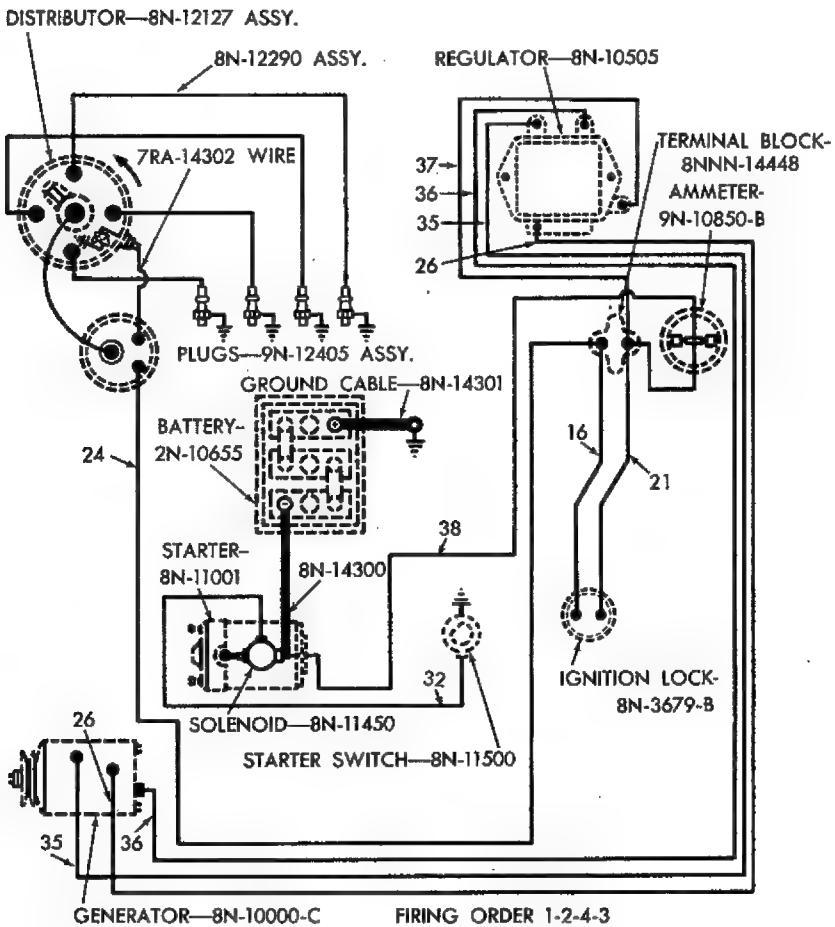 DISTRIBUTOR—8N-12127 ASSY.
8N-12290 ASSY.
REGULATOR—8N-10505
7RA-14302 WIRE
TERMINAL BLOCK-
8NNN-14448
AMMETER-
9N-10850-B
37
36
35
26
PLUGS—9N-12405 ASSY.
GROUND CABLE—8N-14301
BATTERY-
2N-10655
24
16
21
38
STARTER-
8N-11001
8N-14300
32
IGNITION LOCK-
8N-3679-B
SOLENOID—8N-11450
STARTER SWITCH—8N-11500
26
35
36
GENERATOR—8N-10000-C
FIRING ORDER 1-2-4-3